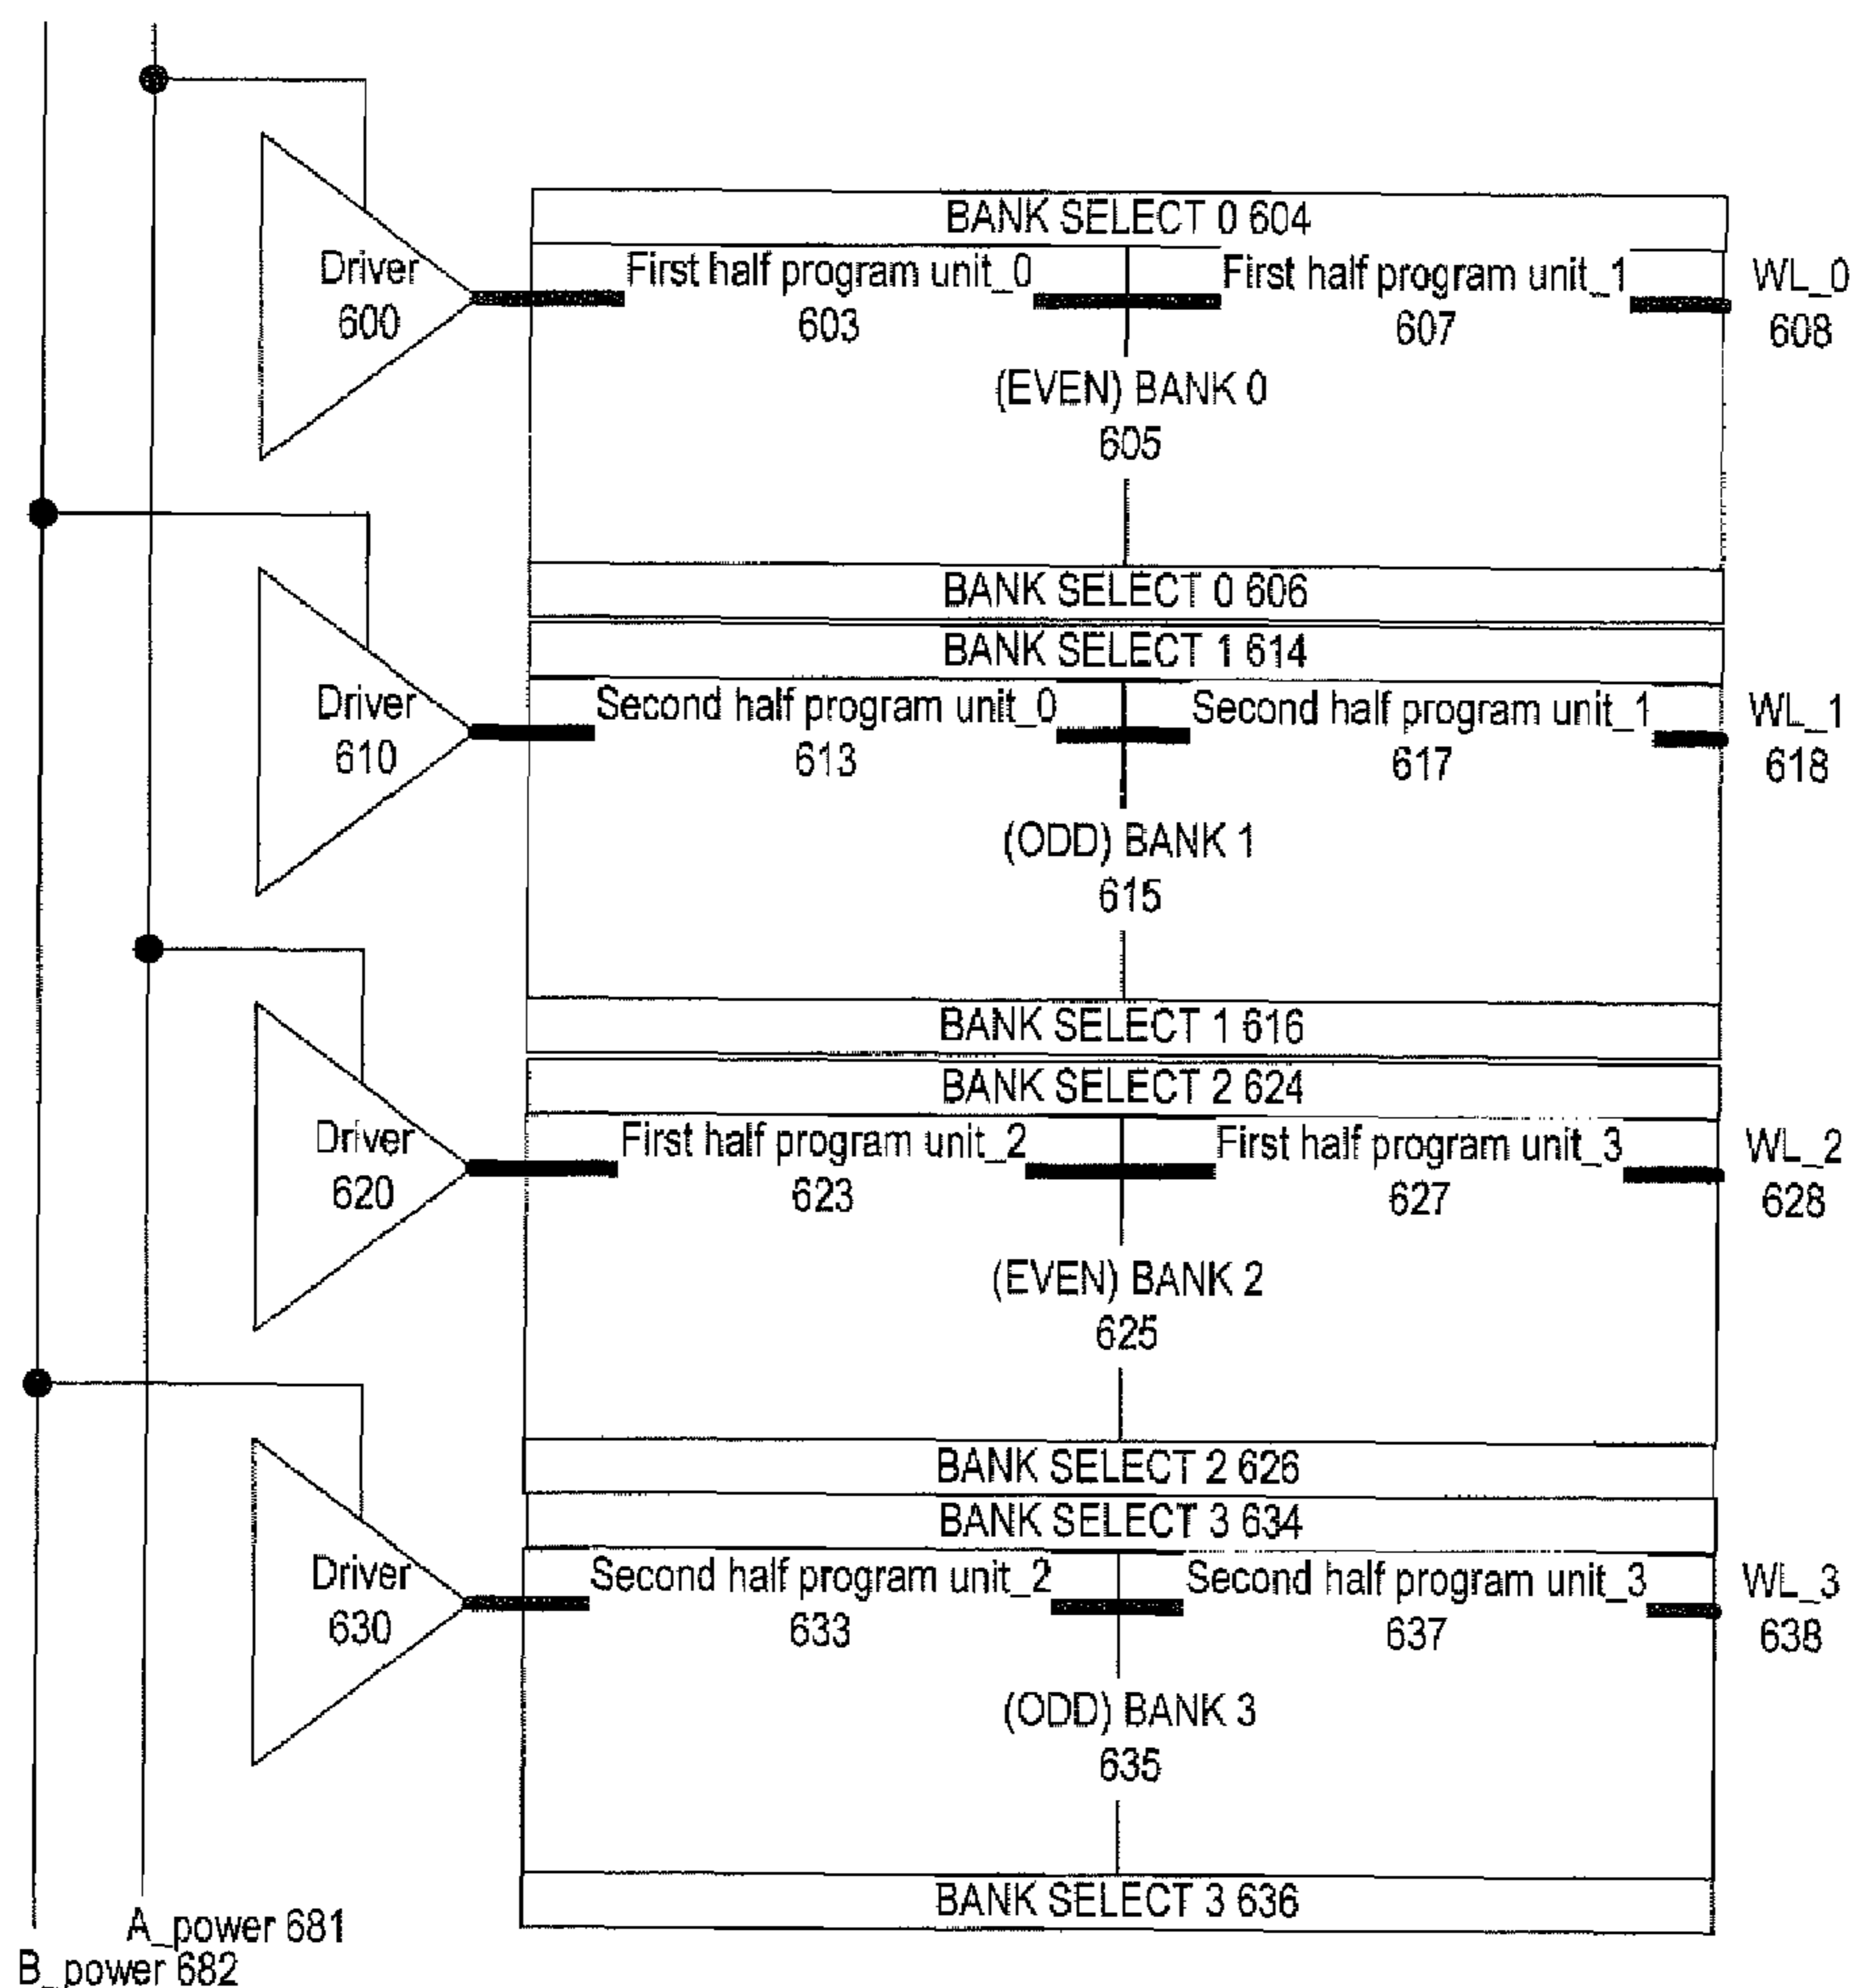 BANK SELECT 0 604
Driver
600
First half program unit_0
603
First half program unit_1
607
WL_0
608
(EVEN) BANK 0
605
BANK SELECT 0 606
BANK SELECT 1 614
Driver
610
Second half program unit_0
613
Second half program unit_1
617
WL_1
618
(ODD) BANK 1
615
BANK SELECT 1 616
BANK SELECT 2 624
Driver
620
First half program unit_2
623
First half program unit_3
627
WL_2
628
(EVEN) BANK 2
625
BANK SELECT 2 626
BANK SELECT 3 634
Driver
630
Second half program unit_2
633
Second half program unit_3
637
WL_3
638
(ODD) BANK 3
635
BANK SELECT 3 636
A_power 681
B_power 682